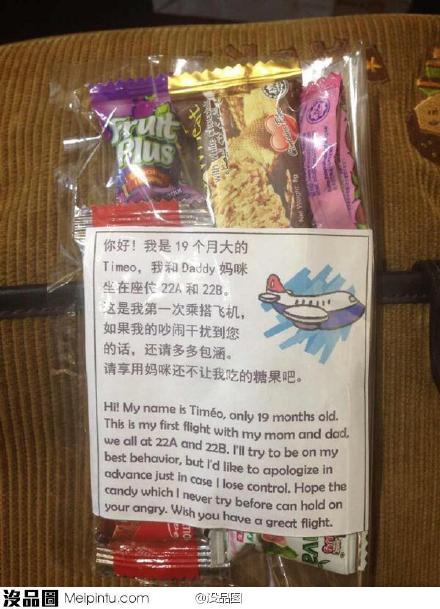 Fruit
Plus
Net Weight: 8g
你好！我是 19 个月大的
Timeo，我和 Daddy 妈咪
坐在座位 22A 和 22B。
这是我第一次乘搭飞机，
如果我的吵闹干扰到您
的话，还请多多包涵。
请享用妈咪还不让我吃的糖果吧。
Hi! My name is Timéo, only 19 months old.
This is my first flight with my mom and dad,
we all at 22A and 22B. I'll try to be on my
best behavior, but i'd like to apologize in
advance just in case I lose control. Hope the
candy which I never try before can hold on
your angry. Wish you have a great flight.
没品图 Meipintu.com @没品图